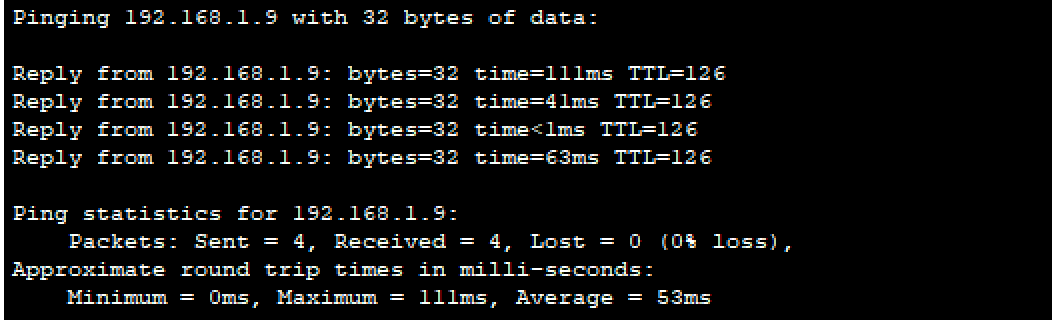 Pinging 192.168.1.9 with 32 bytes of data:
Reply from 192.168.1.9: bytes=32 time=111ms TTL=126
Reply from 192.168.1.9: bytes=32 time=41ms TTL=126
Reply from 192.168.1.9: bytes=32 time<1ms TTL=126
Reply from 192.168.1.9: bytes=32 time=63ms TTL=126
Ping statistics for 192.168.1.9:
Packets: Sent = 4, Received = 4, Lost = 0 (0% loss),
Approximate round trip times in milli-seconds:
Minimum = 0ms, Maximum = 111ms, Average = 53ms